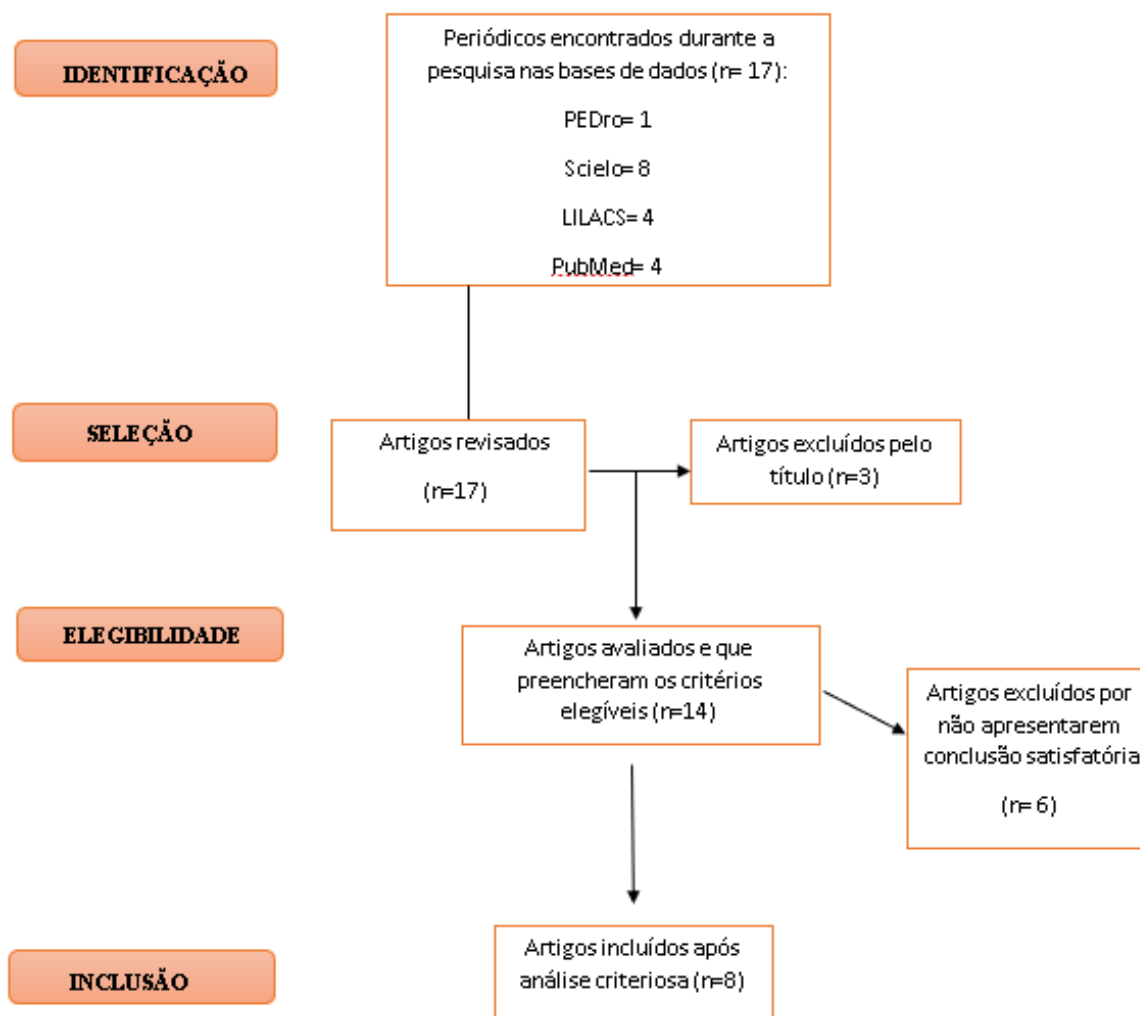 IDENTIFICAÇÃO
Periódicos encontrados durante a
pesquisa nas bases de dados (n= 17):
PEDro= 1
Scielo= 8
LILACS= 4
PubMed= 4
SELEÇÃO
Artigos revisados
(n=17)
Artigos excluídos pelo
título (n=3)
ELEGIBILIDADE
Artigos avaliados e que
preencheram os critérios
elegíveis (n=14)
Artigos excluídos por
não apresentarem
conclusão satisfatória
(n= 6)
INCLUSÃO
Artigos incluídos após
análise criteriosa (n=8)